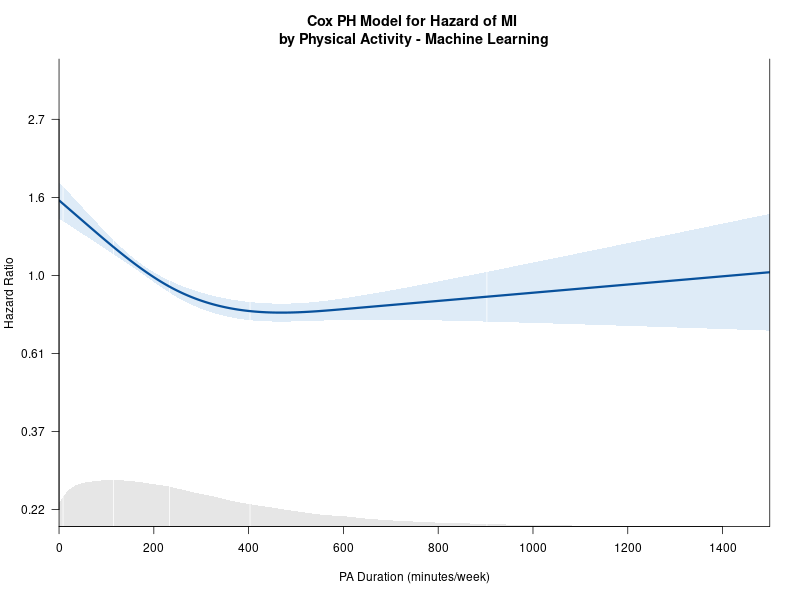 Cox PH Model for Hazard of MI
by Physical Activity - Machine Learning
Hazard Ratio
2.7
1.6
1.0
0.61
0.37
0.22
0 200 400 600 800 1000 1200 1400
PA Duration (minutes/week)